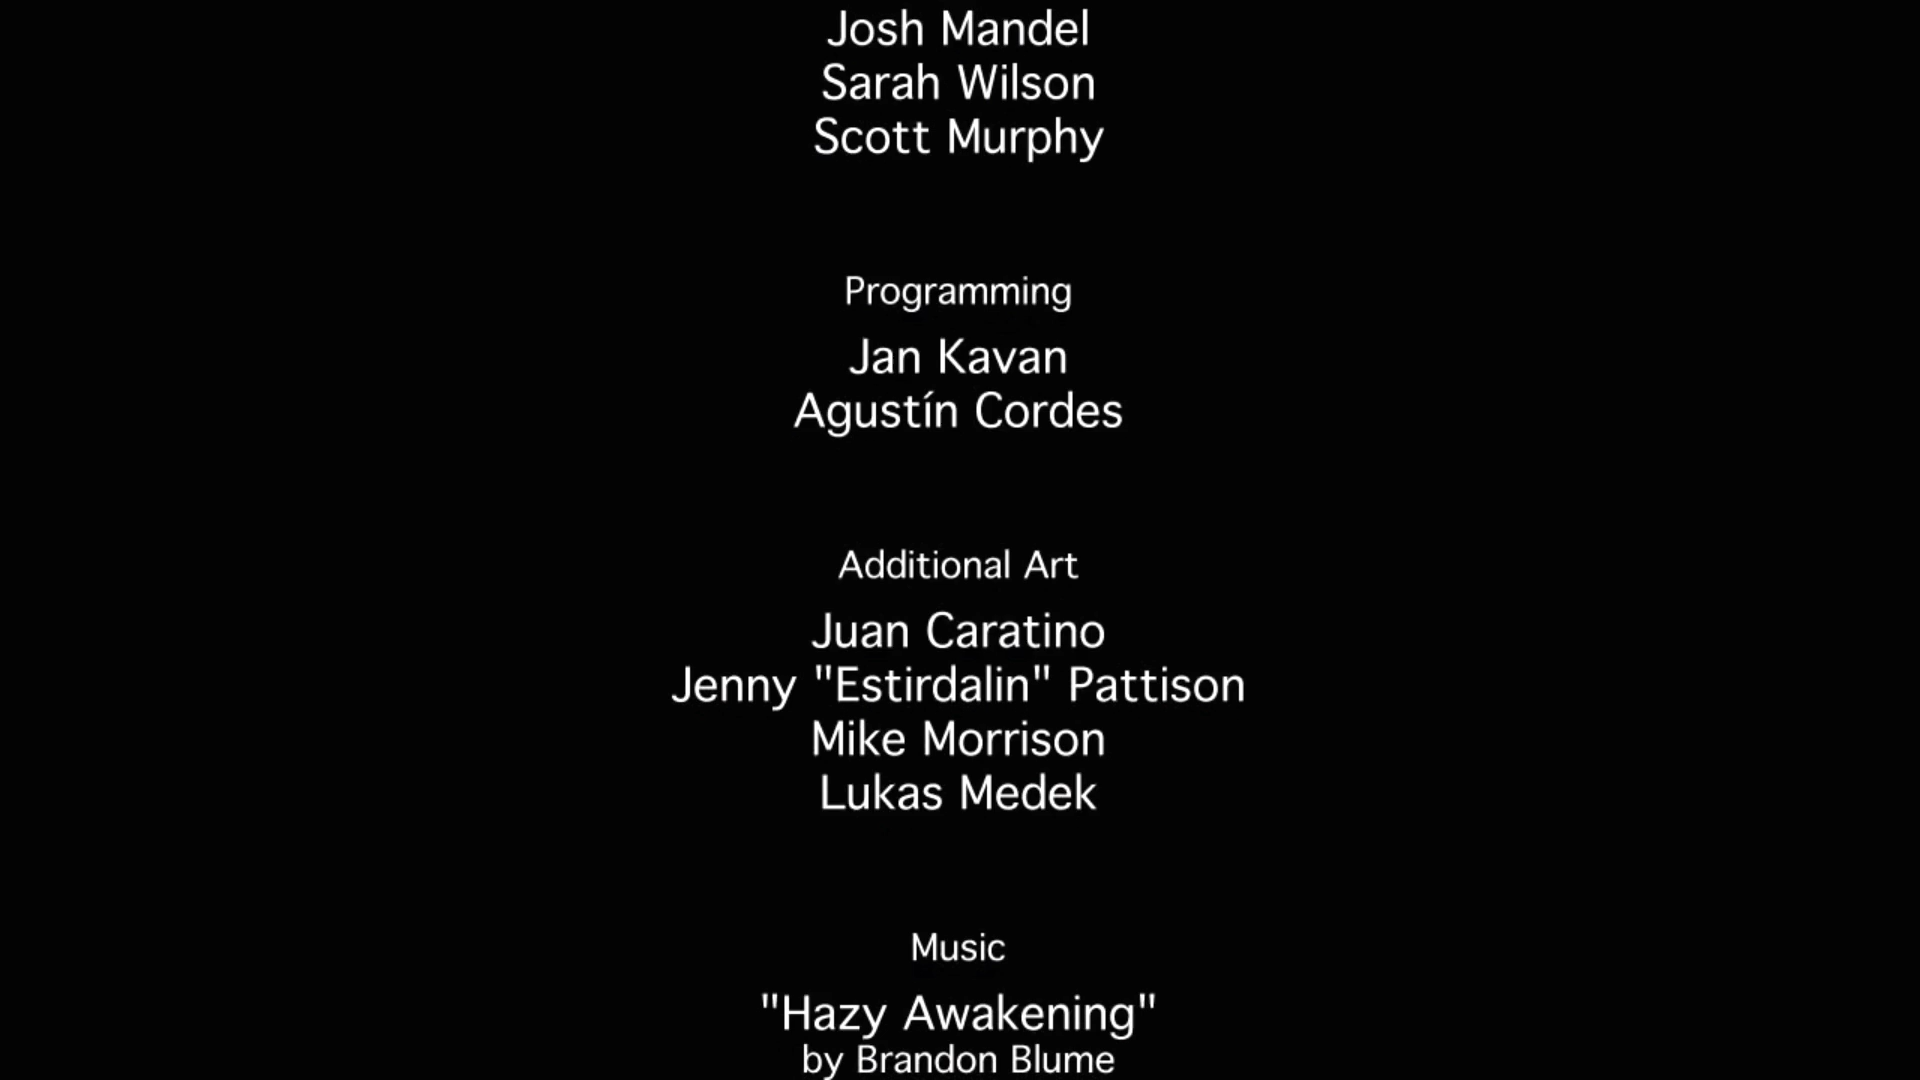 Josh Mandel
Sarah Wilson
Scott Murphy
Programming
Jan Kavan
Agustín Cordes
Additional Art
Juan Caratino
Jenny "Estirdalin" Pattison
Mike Morrison
Lukas Medek
Music
"Hazy Awakening"
by Brandon Blume